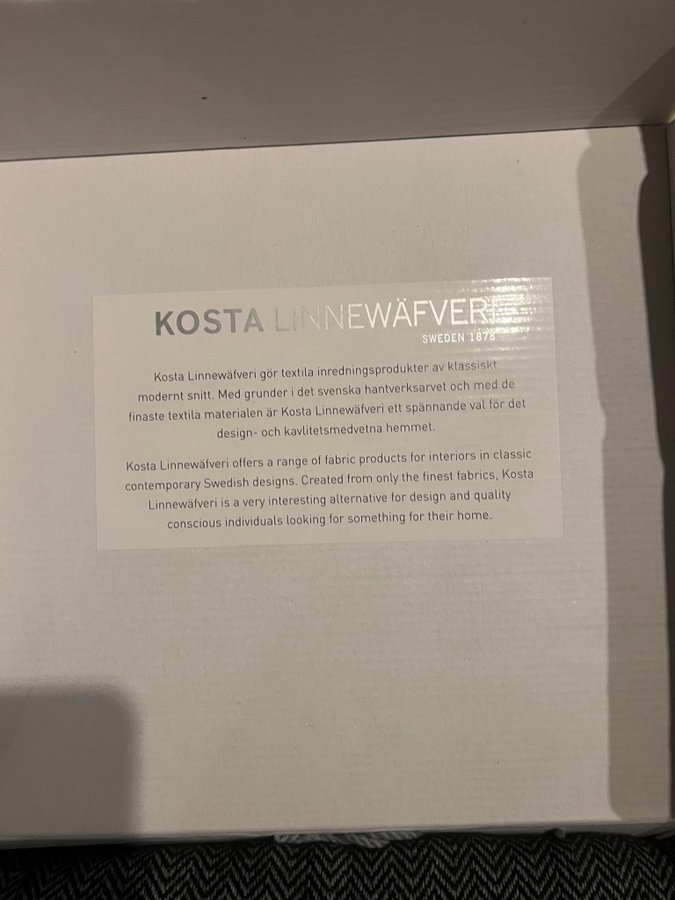 KOSTA LINNEWÄFVERI
SWEDEN 1878
Kosta Linnewäfveri gör textila inredningsprodukter av klassiskt
modernt snitt. Med grunder i det svenska hantverksarvet och med de
finaste textila materialen är Kosta Linnewäfveri ett spännande val för det
design- och kavlitetsmedvetna hemmet.
Kosta Linnewäfveri offers a range of fabric products for interiors in classic
contemporary Swedish designs. Created from only the finest fabrics, Kosta
Linnewäfveri is a very interesting alternative for design and quality
conscious individuals looking for something for their home.